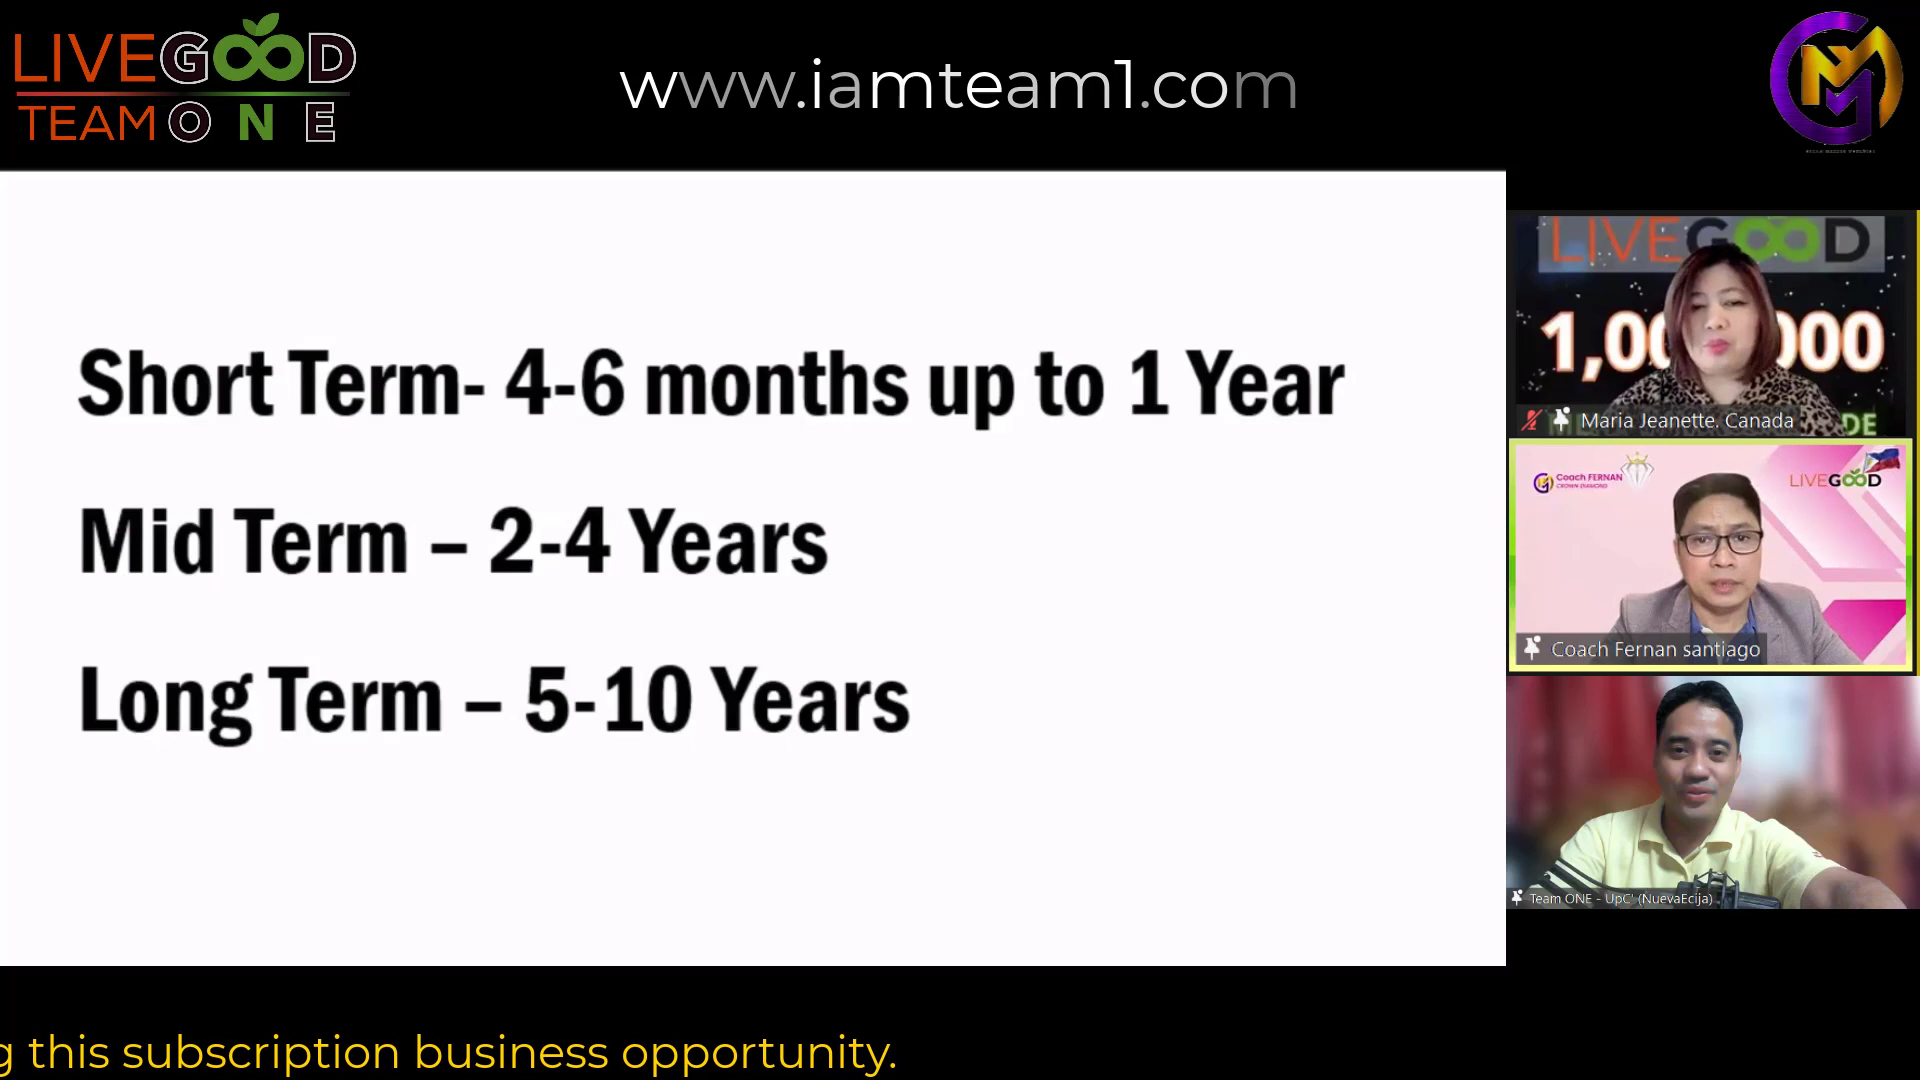 LIVEGOOD
TEAM ONE
www.iamteam1.com
Short Term- 4-6 months up to 1 Year
Mid Term – 2-4 Years
Long Term – 5-10 Years
LIVEGOOD
Maria Jeanette. Canada
Coach FERNAN
CROWN DIAMOND
LIVEGOOD
Coach Fernan santiago
Team ONE - UpC' (NuevaEcija)
this subscription business opportunity.